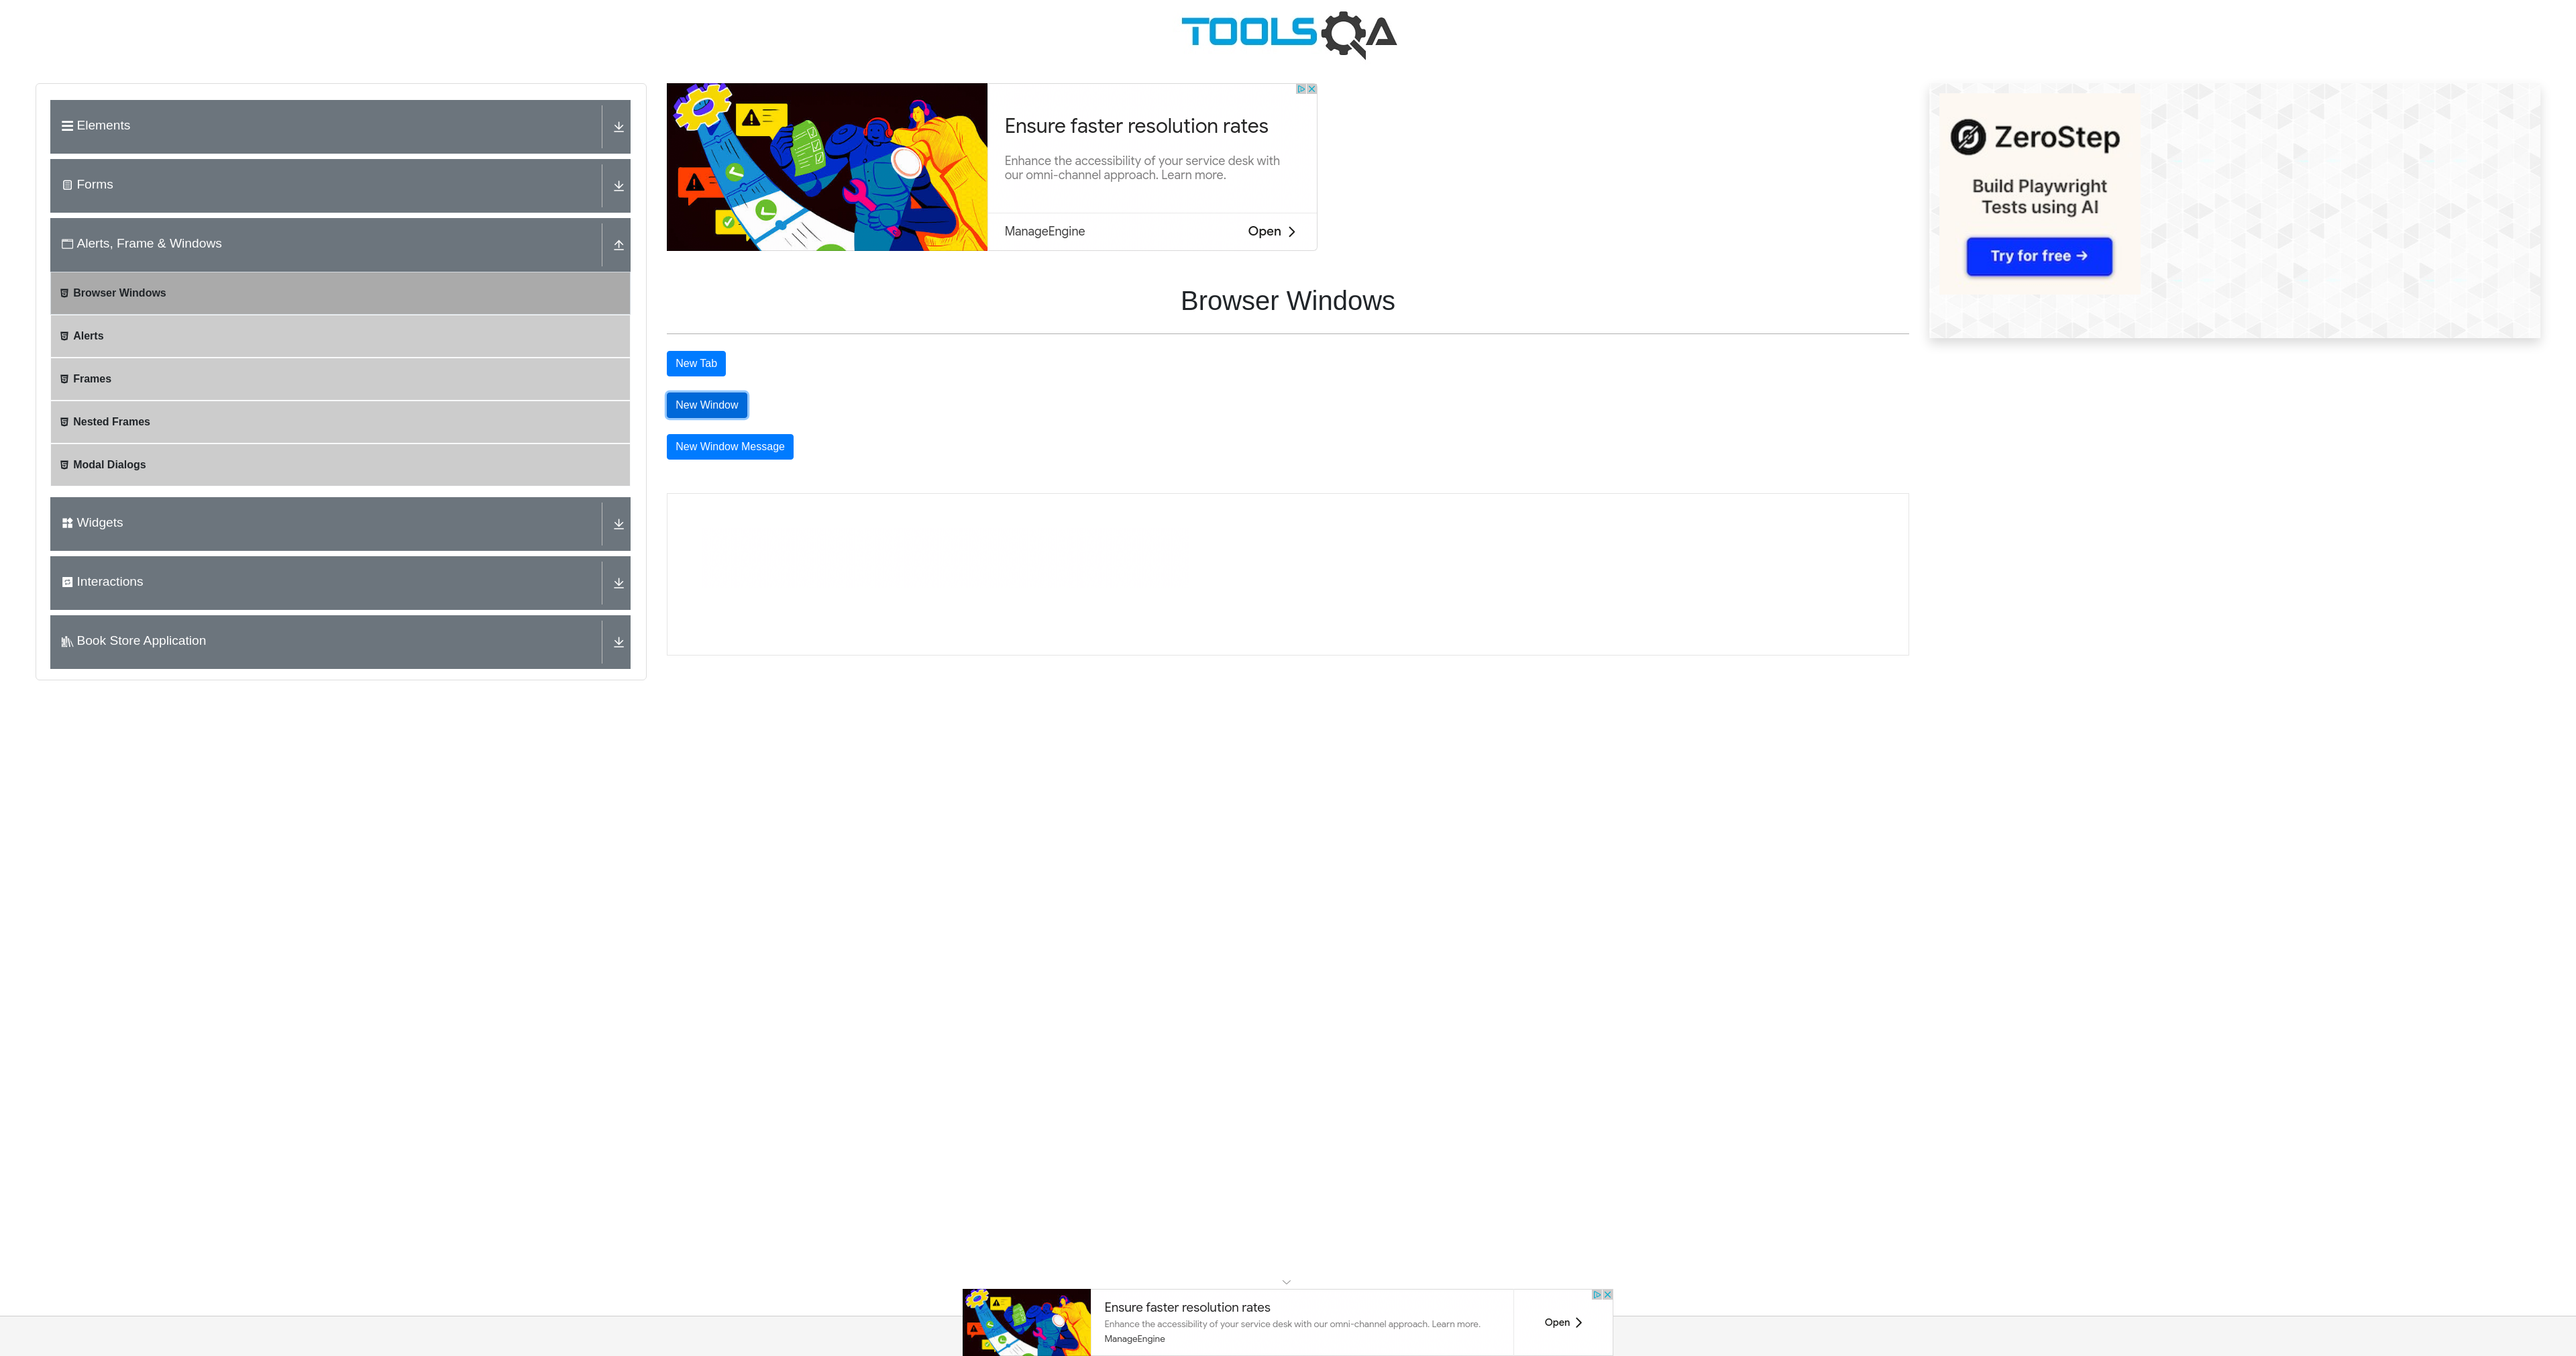 TOOLSQA
Elements
Forms
Alerts, Frame & Windows
Browser Windows
Alerts
Frames
Nested Frames
Modal Dialogs
Widgets
Interactions
Book Store Application
Ensure faster resolution rates
Enhance the accessibility of your service desk with
our omni-channel approach. Learn more.
ManageEngine
Open
Browser Windows
New Tab
New Window
New Window Message
ZeroStep
Build Playwright
Tests using AI
Try for free →
Ensure faster resolution rates
Enhance the accessibility of your service desk with our omni-channel approach. Learn more.
ManageEngine
Open